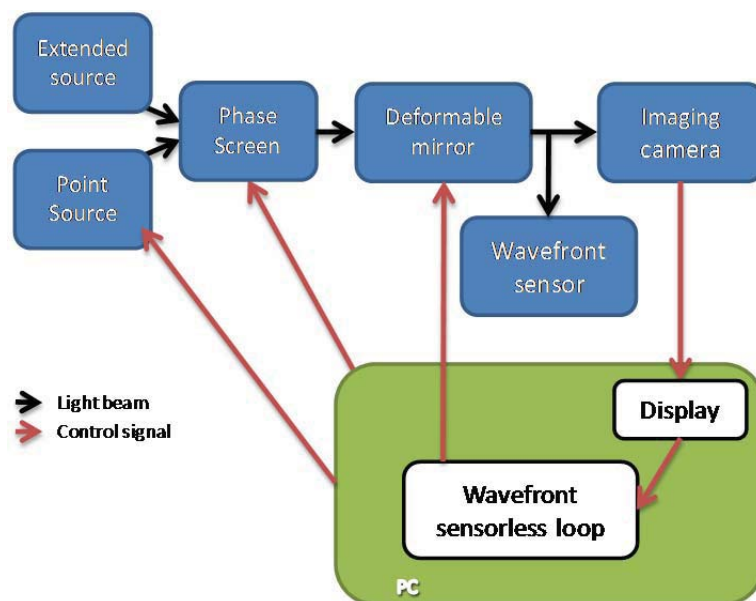 Extended
source
Point
Source
Phase
Screen
Deformable
mirror
Imaging
camera
Wavefront
sensor
Light beam
Control signal
Display
Wavefront
sensorless loop
PC